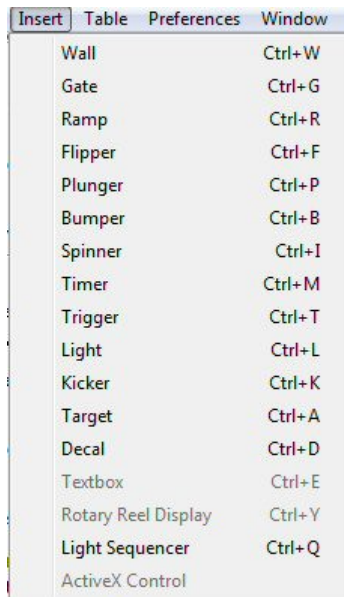 Insert Table Preferences Window
Wall Ctrl+W
Gate Ctrl+G
Ramp Ctrl+R
Flipper Ctrl+F
Plunger Ctrl+P
Bumper Ctrl+B
Spinner Ctrl+I
Timer Ctrl+M
Trigger Ctrl+T
Light Ctrl+L
Kicker Ctrl+K
Target Ctrl+A
Decal Ctrl+D
Textbox Ctrl+E
Rotary Reel Display Ctrl+Y
Light Sequencer Ctrl+Q
ActiveX Control